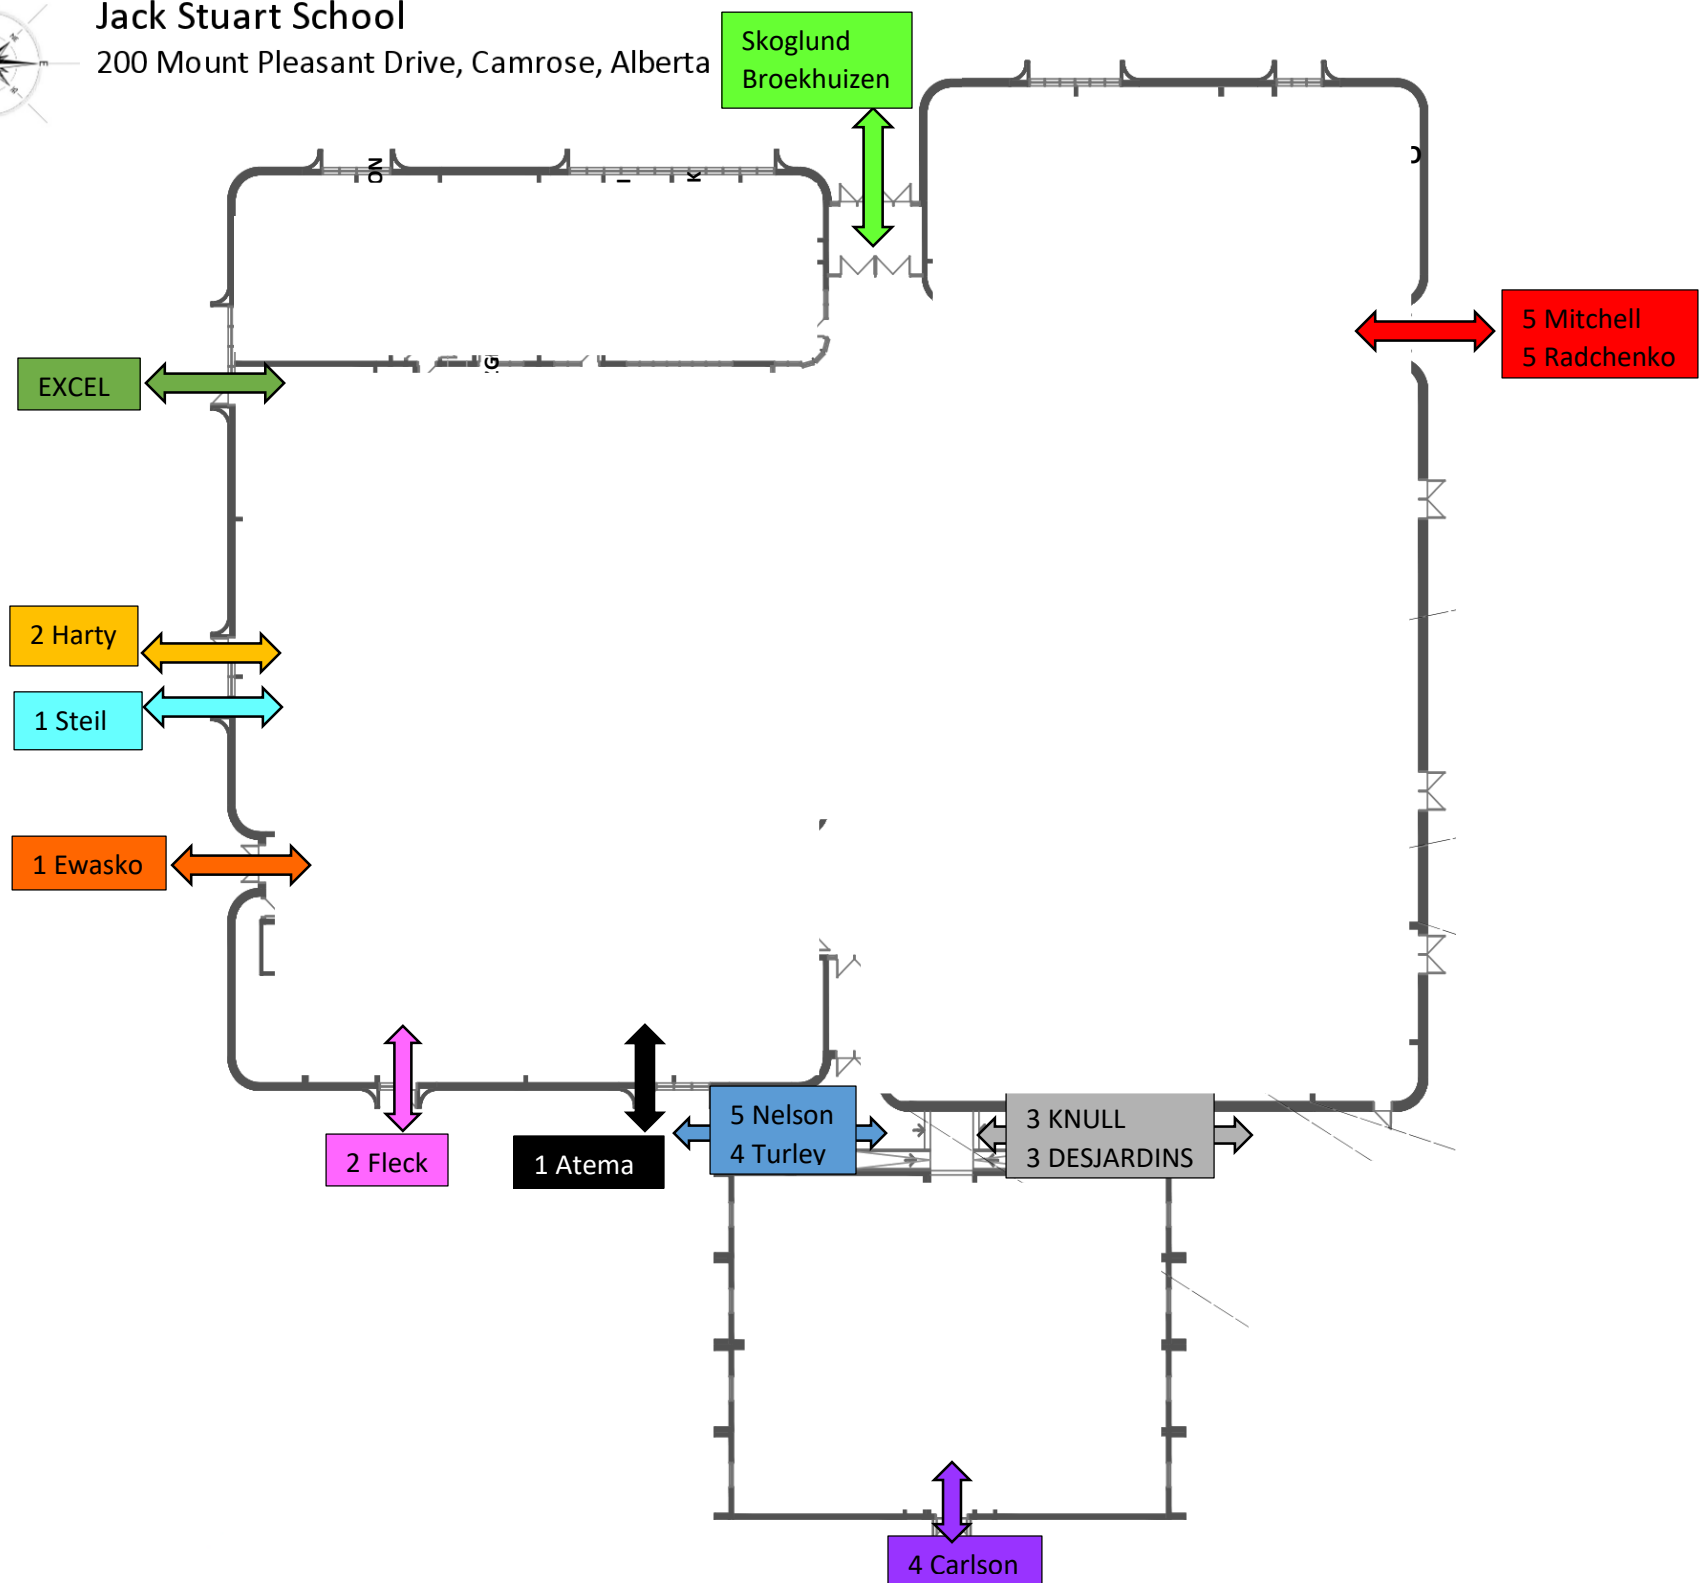 Jack Stuart School
200 Mount Pleasant Drive, Camrose, Alberta
Skoglund
Broekhuizen
5 Mitchell
5 Radchenko
EXCEL
2 Harty
1 Steil
1 Ewasko
2 Fleck
1 Atema
5 Nelson
4 Turley
3 KNULL
3 DESJARDINS
4 Carlson